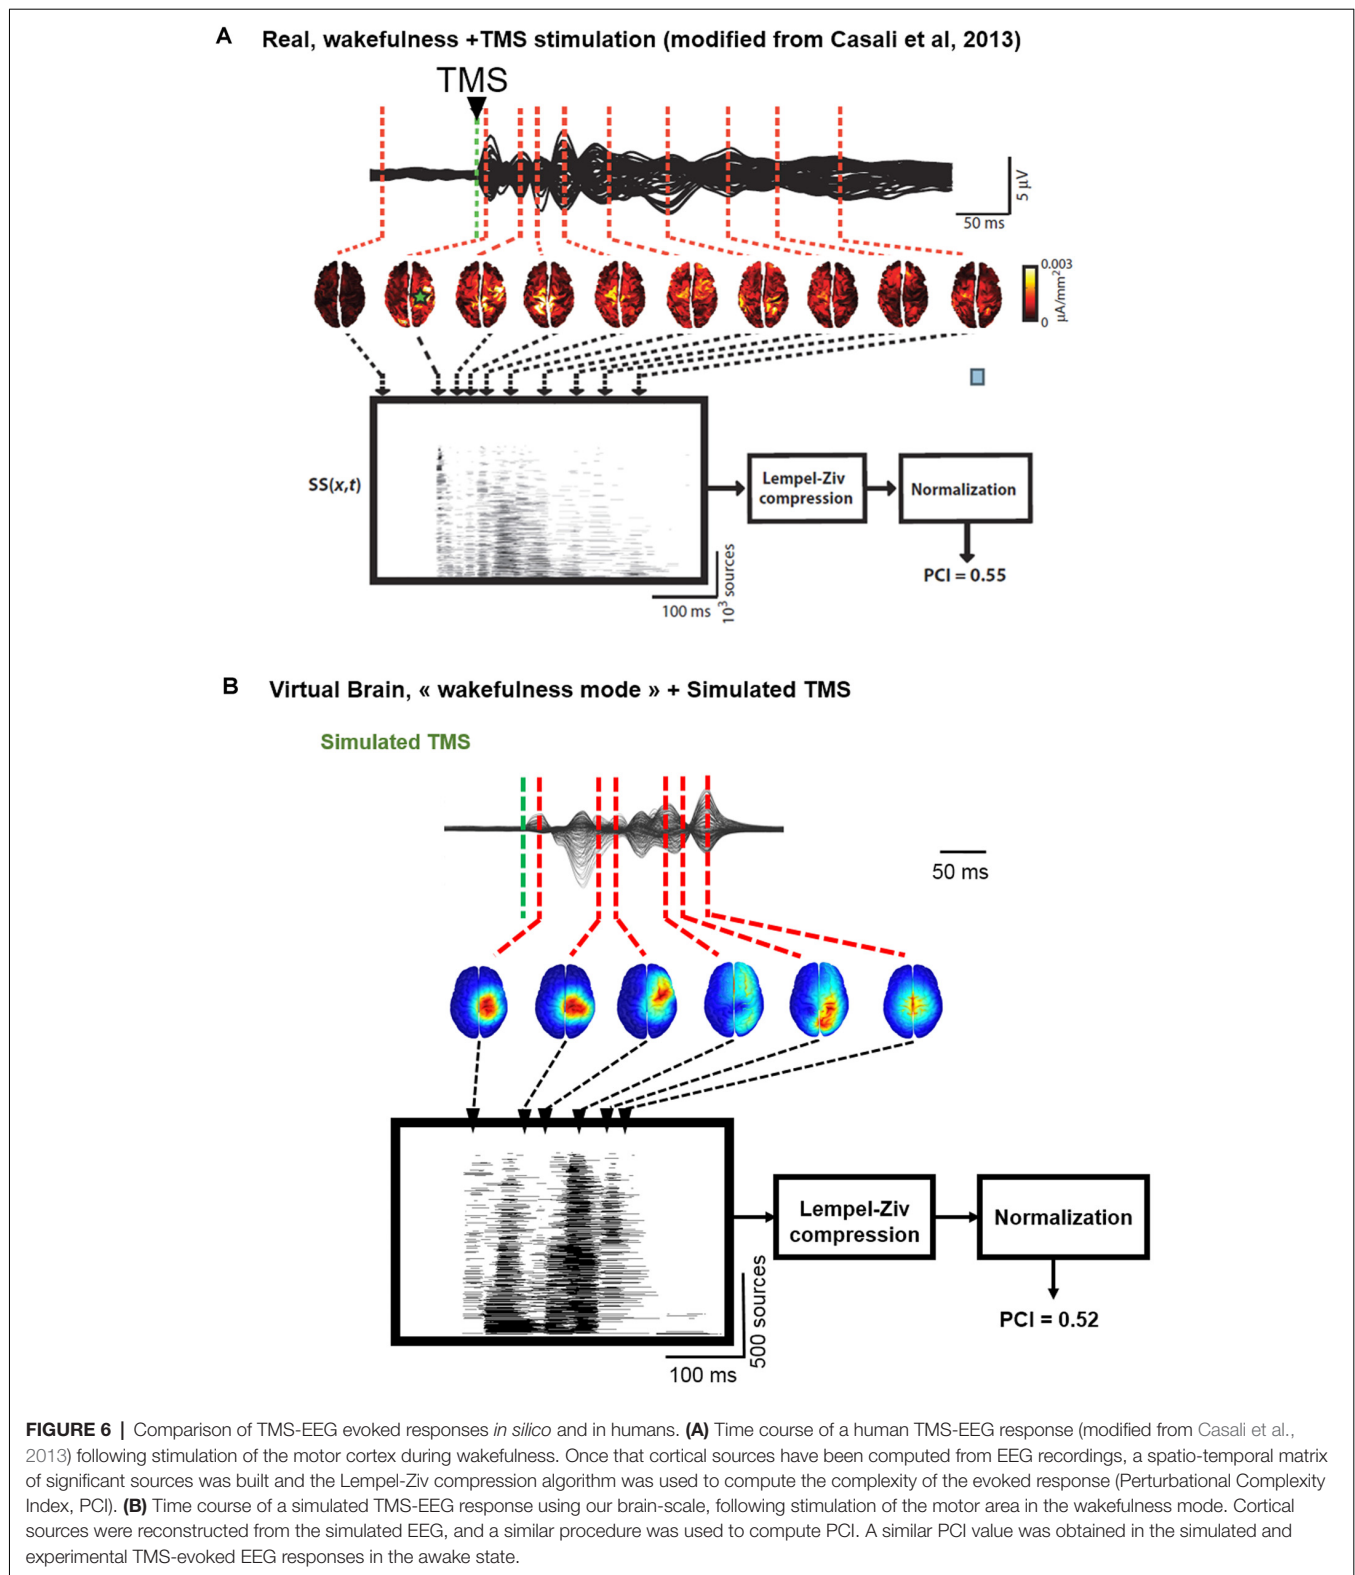 A Real, wakefulness +TMS stimulation (modified from Casali et al, 2013)
TMS
5 µV
50 ms
0.003
µA/mm2
0
SS(x,t)
Lempel-Ziv
compression
Normalization
PCI = 0.55
100 ms
10³ sources
B Virtual Brain, « wakefulness mode » + Simulated TMS
Simulated TMS
50 ms
Lempel-Ziv
compression
Normalization
PCI = 0.52
500 sources
100 ms
FIGURE 6 | Comparison of TMS-EEG evoked responses in silico and in humans. (A) Time course of a human TMS-EEG response (modified from Casali et al.,
2013) following stimulation of the motor cortex during wakefulness. Once that cortical sources have been computed from EEG recordings, a spatio-temporal matrix
of significant sources was built and the Lempel-Ziv compression algorithm was used to compute the complexity of the evoked response (Perturbational Complexity
Index, PCI). (B) Time course of a simulated TMS-EEG response using our brain-scale, following stimulation of the motor area in the wakefulness mode. Cortical
sources were reconstructed from the simulated EEG, and a similar procedure was used to compute PCI. A similar PCI value was obtained in the simulated and
experimental TMS-evoked EEG responses in the awake state.